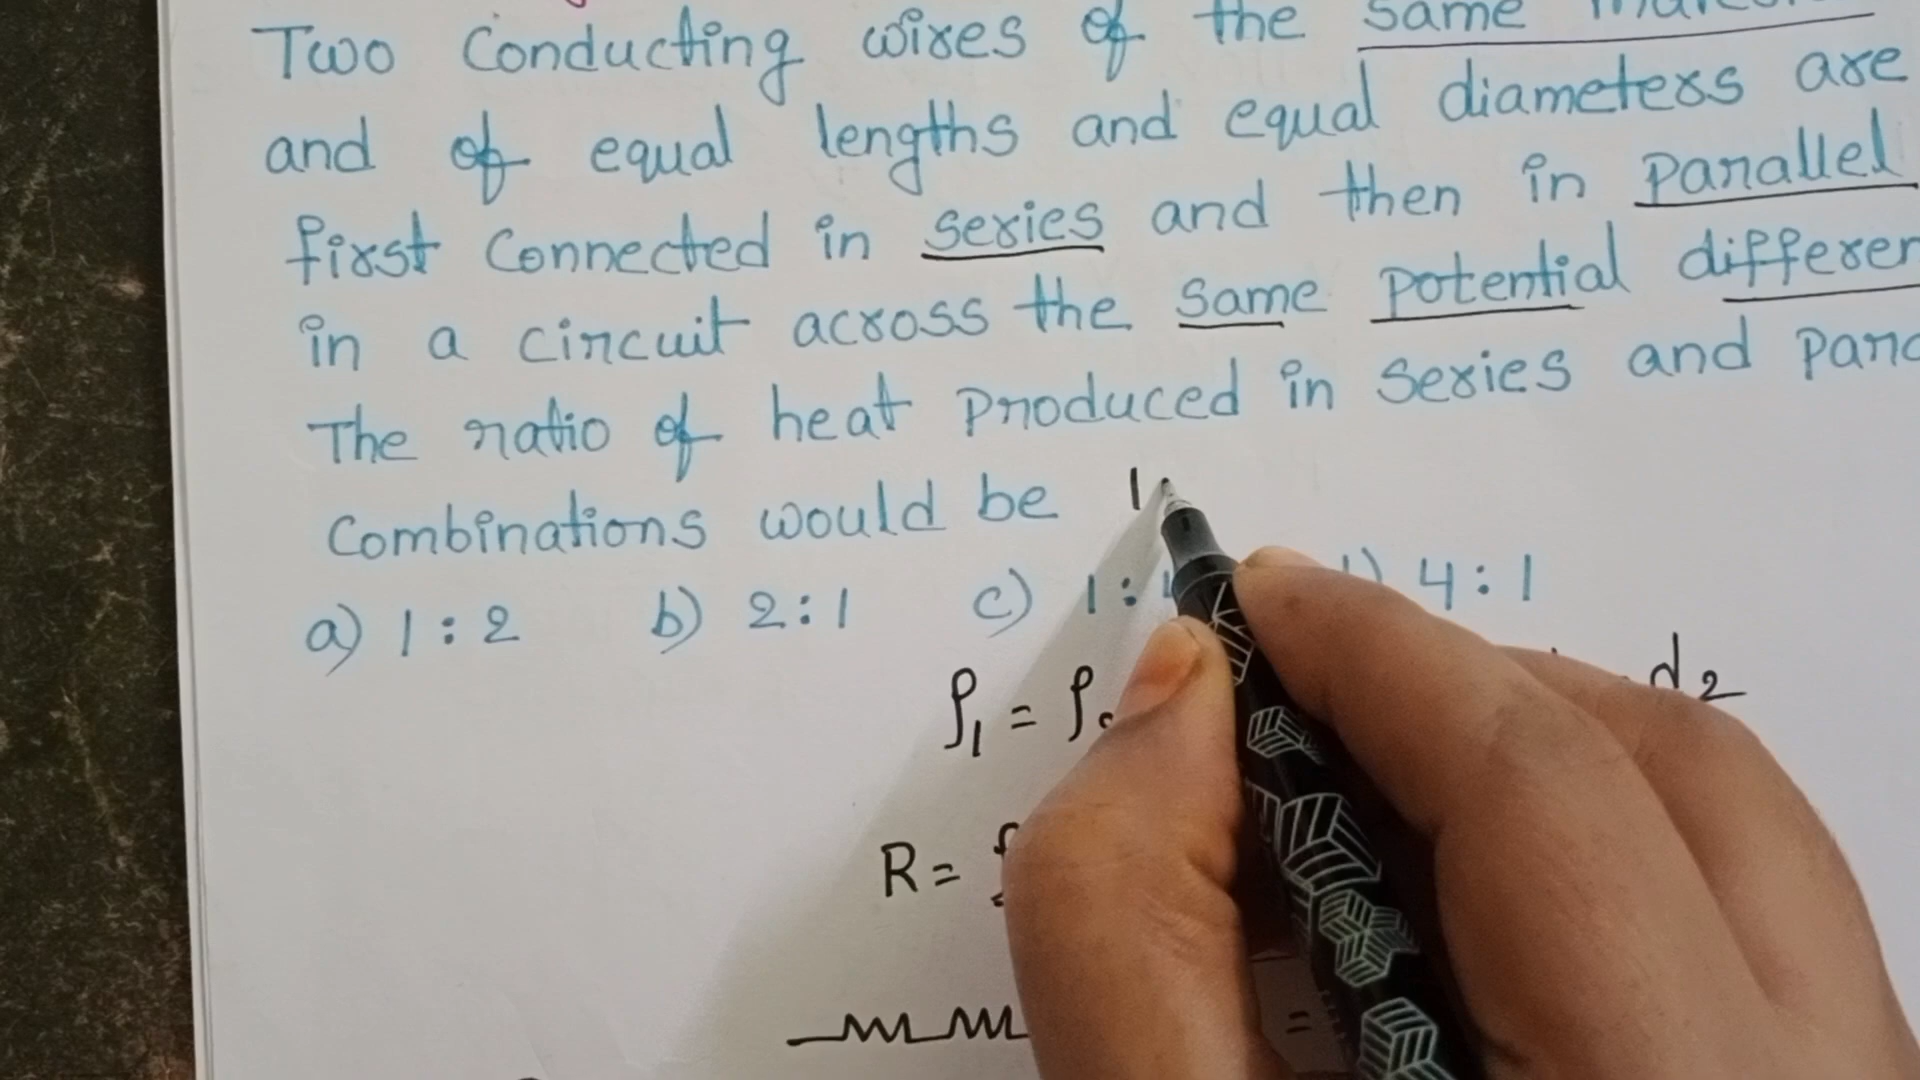 Two Conducting wires of the same
and of equal lengths and equal diameters are
first Connected in series and then in parallel
in a circuit across the same potential differen
The ratio of heat produced in series and para
Combinations would be 1
a) 1 : 2 b) 2 : 1 c) 1 : d) 4 : 1
ρ₁ = ρ d₂
R =
=